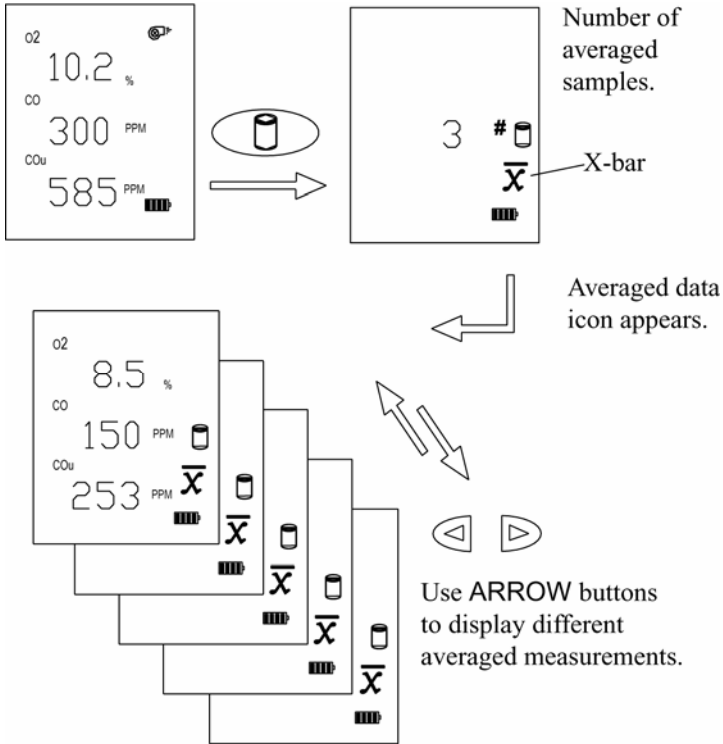 o2
10.2 %
CO
300 PPM
COu
585 PPM
Number of
averaged
samples.
3 #
x̅
X-bar
Averaged data
icon appears.
o2
8.5 %
CO
150 PPM
COu
253 PPM
x̅
x̅
x̅
x̅
x̅
Use ARROW buttons
to display different
averaged measurements.